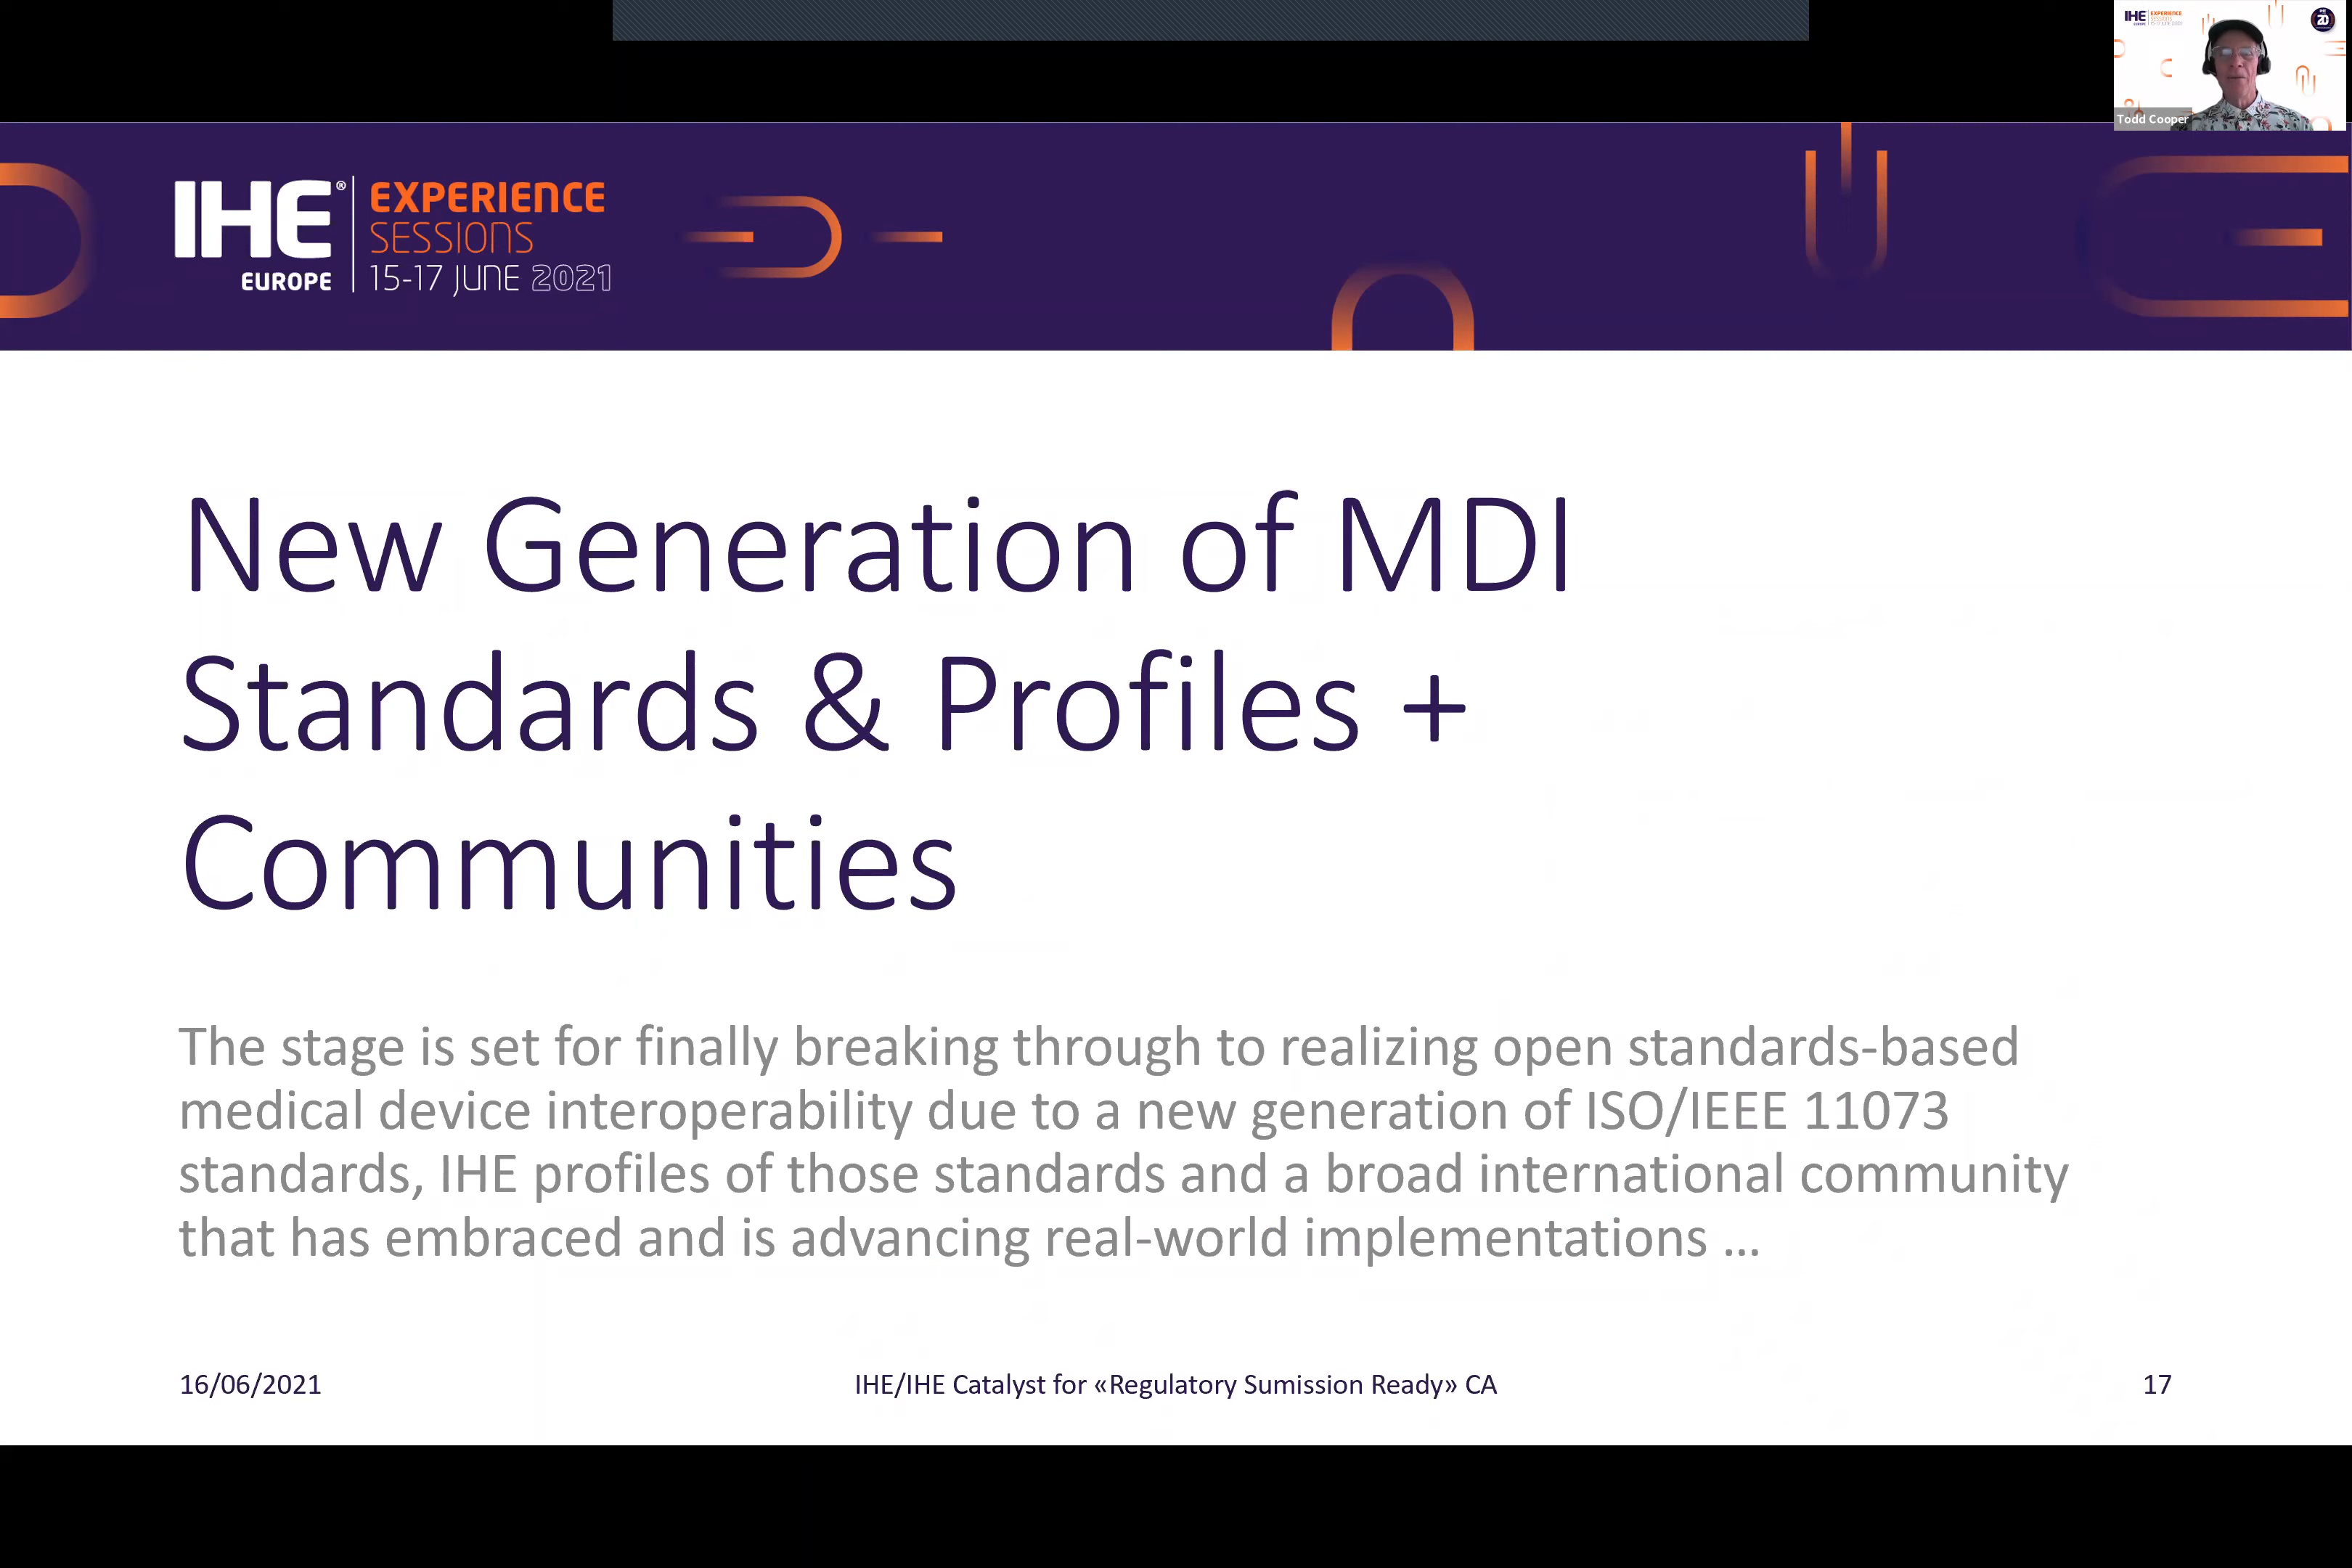 IHE® EXPERIENCE
SESSIONS
EUROPE 15-17 JUNE 2021
IHE EXPERIENCE
20
Todd Cooper
New Generation of MDI
Standards & Profiles +
Communities
The stage is set for finally breaking through to realizing open standards-based
medical device interoperability due to a new generation of ISO/IEEE 11073
standards, IHE profiles of those standards and a broad international community
that has embraced and is advancing real-world implementations ...
16/06/2021
IHE/IHE Catalyst for «Regulatory Sumission Ready» CA
17